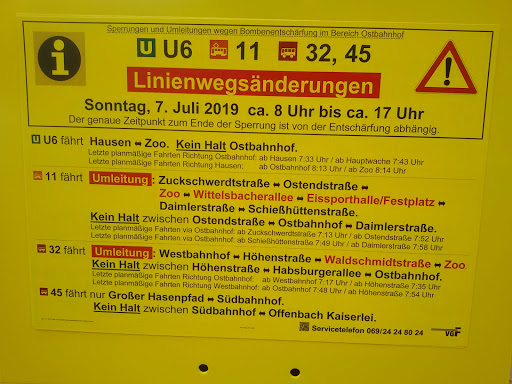 Sperrungen und Umleitungen wegen Bombenentschärfung im Bereich Ostbahnhof
U U6 11 32, 45
Linienwegsänderungen
Sonntag, 7. Juli 2019 ca. 8 Uhr bis ca. 17 Uhr
Der genaue Zeitpunkt zum Ende der Sperrung ist von der Entschärfung abhängig.
U U6 fährt Hausen ⬌ Zoo. Kein Halt Ostbahnhof.
Letzte planmäßige Fahrten Richtung Ostbahnhof: ab Hausen 7:33 Uhr / ab Hauptwache 7:43 Uhr
Letzte planmäßige Fahrten Richtung Hausen: ab Ostbahnhof 8:13 Uhr / ab Zoo 8:14 Uhr
11 fährt Umleitung: Zuckschwerdtstraße ⬌ Ostendstraße ⬌
Zoo ⬌ Wittelsbacherallee ⬌ Eissporthalle/Festplatz ⬌
Daimlerstraße ⬌ Schießhüttenstraße.
Kein Halt zwischen Ostendstraße ⬌ Ostbahnhof ⬌ Daimlerstraße.
Letzte planmäßige Fahrten via Ostbahnhof: ab Zuckschwerdtstraße 7:13 Uhr / ab Ostendstraße 7:52 Uhr
Letzte planmäßige Fahrten via Ostbahnhof: ab Schießhüttenstraße 7:49 Uhr / ab Daimlerstraße 7:58 Uhr
32 fährt Umleitung: Westbahnhof ⬌ Höhenstraße ⬌ Waldschmidtstraße ⬌ Zoo.
Kein Halt zwischen Höhenstraße ⬌ Habsburgerallee ⬌ Ostbahnhof.
Letzte planmäßige Fahrten Richtung Ostbahnhof: ab Westbahnhof 7:17 Uhr / ab Höhenstraße 7:35 Uhr
Letzte planmäßige Fahrten Richtung Westbahnhof: ab Ostbahnhof 7:48 Uhr / ab Höhenstraße 7:54 Uhr
45 fährt nur Großer Hasenpfad ⬌ Südbahnhof.
Kein Halt zwischen Südbahnhof ⬌ Offenbach Kaiserlei.
Servicetelefon 069/24 24 80 24 VGF